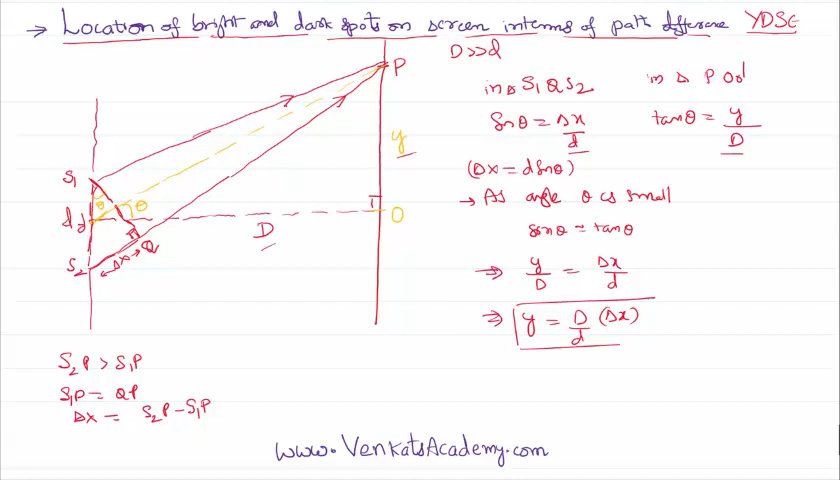 → Location of bright and dark spots on screen interms of path difference YDSE
D>>d
P
in Δ S₁ Q S₂
in Δ P O d
sinθ = Δx/d
tanθ = y/D
y
(Δx = d sinθ)
S₁
θ
θ
→ As angle θ is small
d
O
D
sinθ ≈ tanθ
S₂
Δx
Q
⇒ y/D = Δx/d
⇒ y = D/d (Δx)
S₂P > S₁P
S₁P = QP
Δx = S₂P – S₁P
www.VenkatsAcademy.com